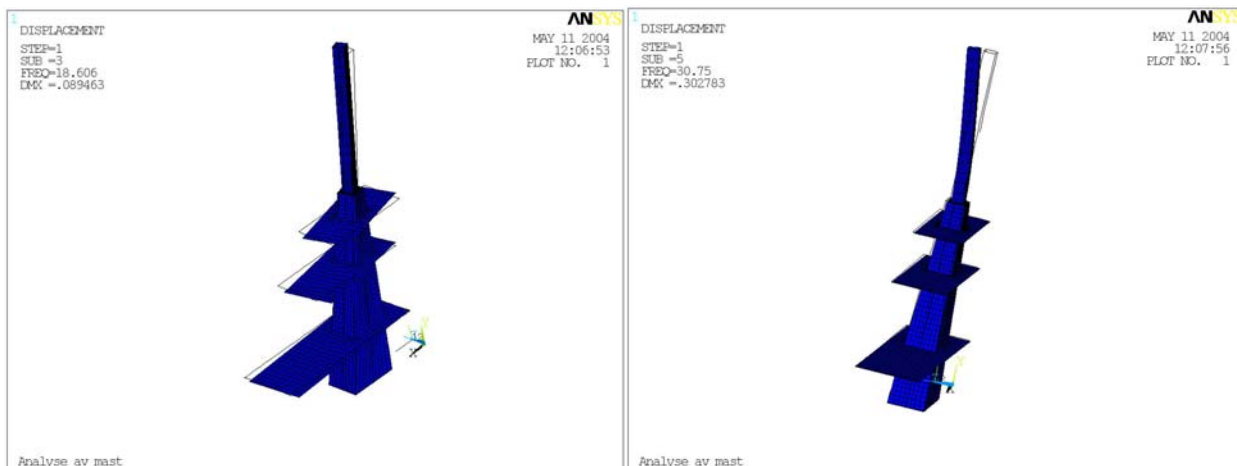 1
ANSYS
DISPLACEMENT
MAY 11 2004
STEP=1
12:06:53
SUB =3
PLOT NO. 1
FREQ=18.606
DMX =.089463
X
Y
Analyse av mast
1
ANSYS
DISPLACEMENT
MAY 11 2004
STEP=1
12:07:56
SUB =5
PLOT NO. 1
FREQ=30.75
DMX =.302783
Y
Analyse av mast